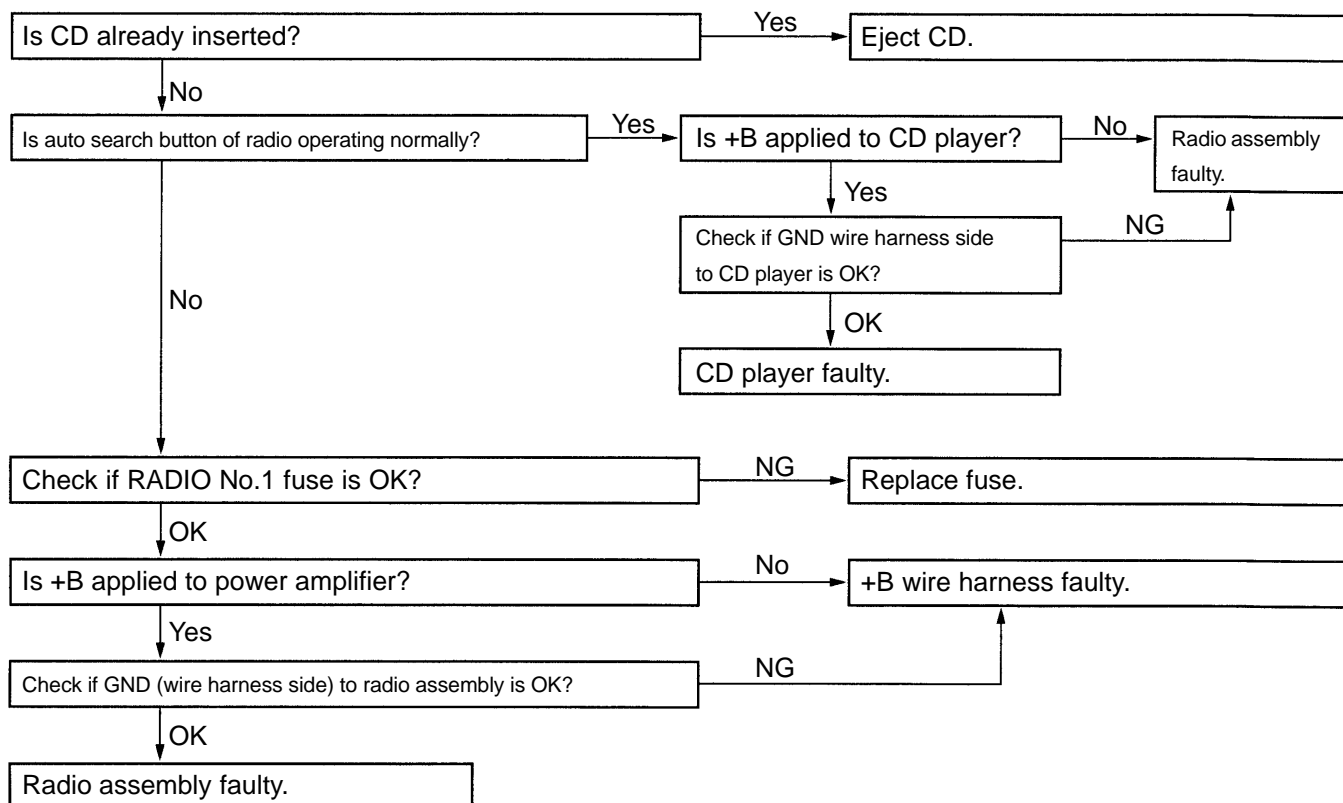 Is CD already inserted?
Yes
Eject CD.
No
Is auto search button of radio operating normally?
Yes
Is +B applied to CD player?
No
Radio assembly
faulty.
Yes
Check if GND wire harness side
to CD player is OK?
NG
No
OK
CD player faulty.
Check if RADIO No.1 fuse is OK?
NG
Replace fuse.
OK
Is +B applied to power amplifier?
No
+B wire harness faulty.
Yes
Check if GND (wire harness side) to radio assembly is OK?
NG
OK
Radio assembly faulty.